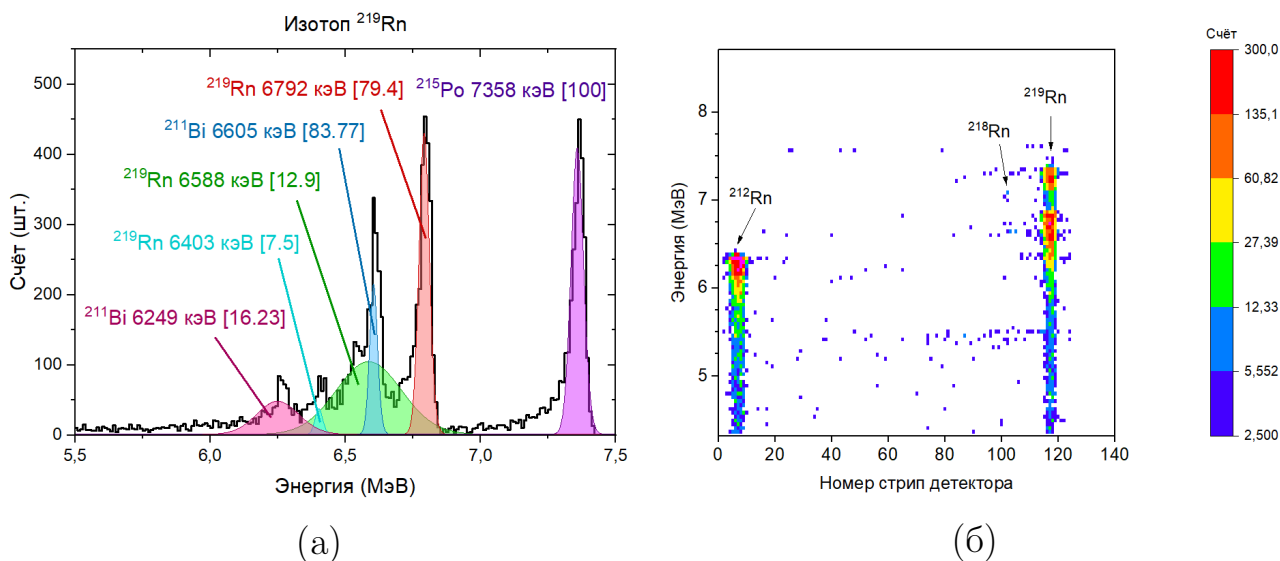 Изотоп ²¹⁹Rn
²¹⁹Rn 6792 кэВ [79.4]
²¹⁵Po 7358 кэВ [100]
²¹¹Bi 6605 кэВ [83.77]
²¹⁹Rn 6588 кэВ [12.9]
²¹⁹Rn 6403 кэВ [7.5]
²¹¹Bi 6249 кэВ [16.23]
Счёт (шт.)
500
400
300
200
100
0
5,5
6,0
6,5
7,0
7,5
Энергия (МэВ)
(а)
²¹⁹Rn
²¹⁸Rn
²¹²Rn
Энергия (МэВ)
8
7
6
5
0
20
40
60
80
100
120
140
Номер стрип детектора
(б)
Счёт
300,0
135,1
60,82
27,39
12,33
5,552
2,500